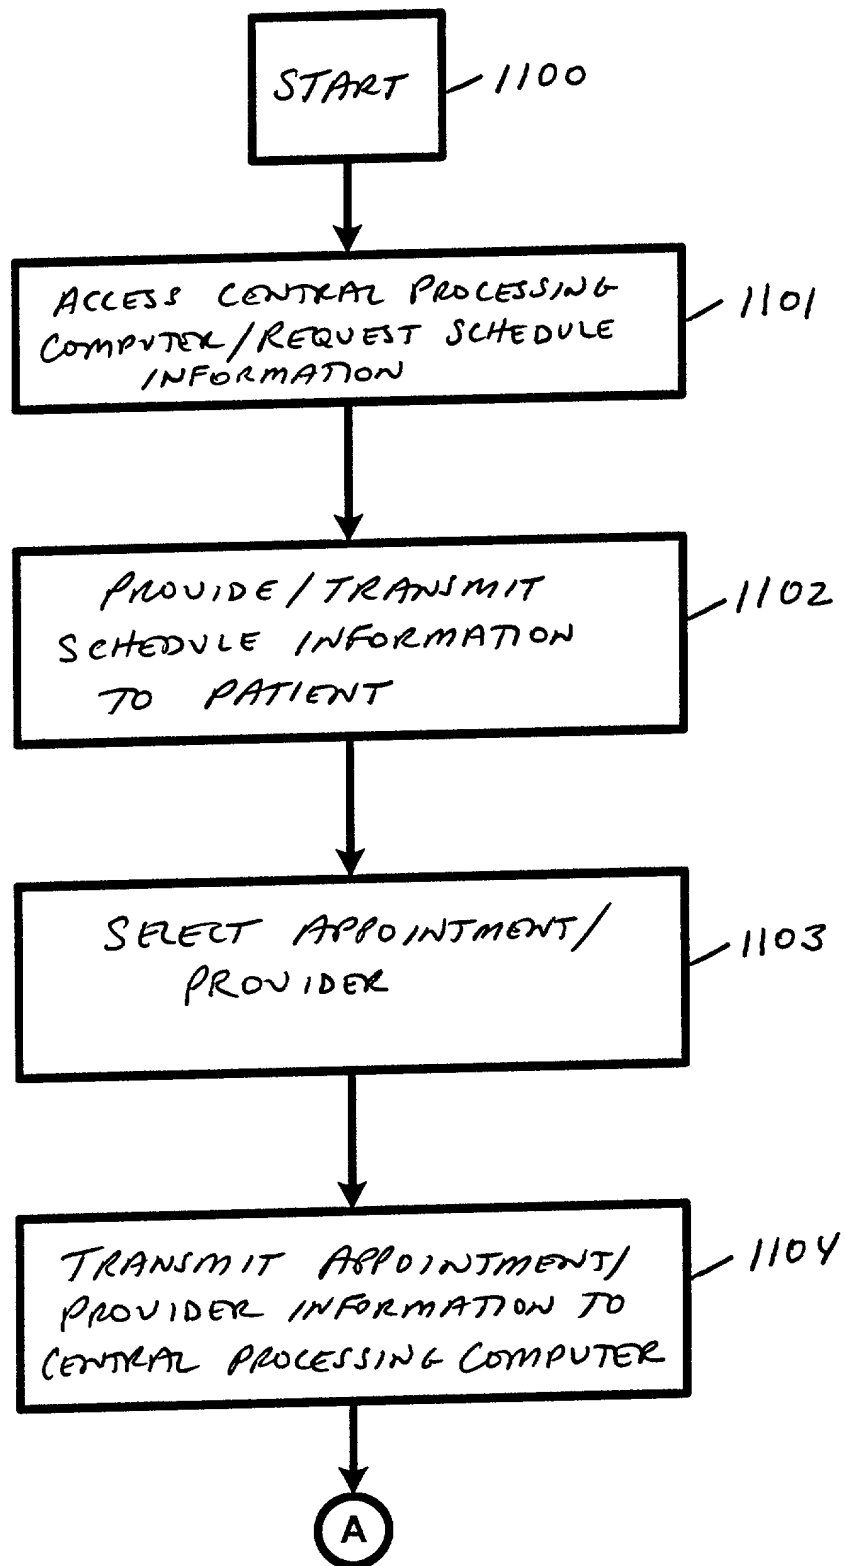 START
1100
ACCESS CENTRAL PROCESSING
COMPUTER/REQUEST SCHEDULE
INFORMATION
1101
PROVIDE/TRANSMIT
SCHEDULE INFORMATION
TO PATIENT
1102
SELECT APPOINTMENT/
PROVIDER
1103
TRANSMIT APPOINTMENT/
PROVIDER INFORMATION TO
CENTRAL PROCESSING COMPUTER
1104
A